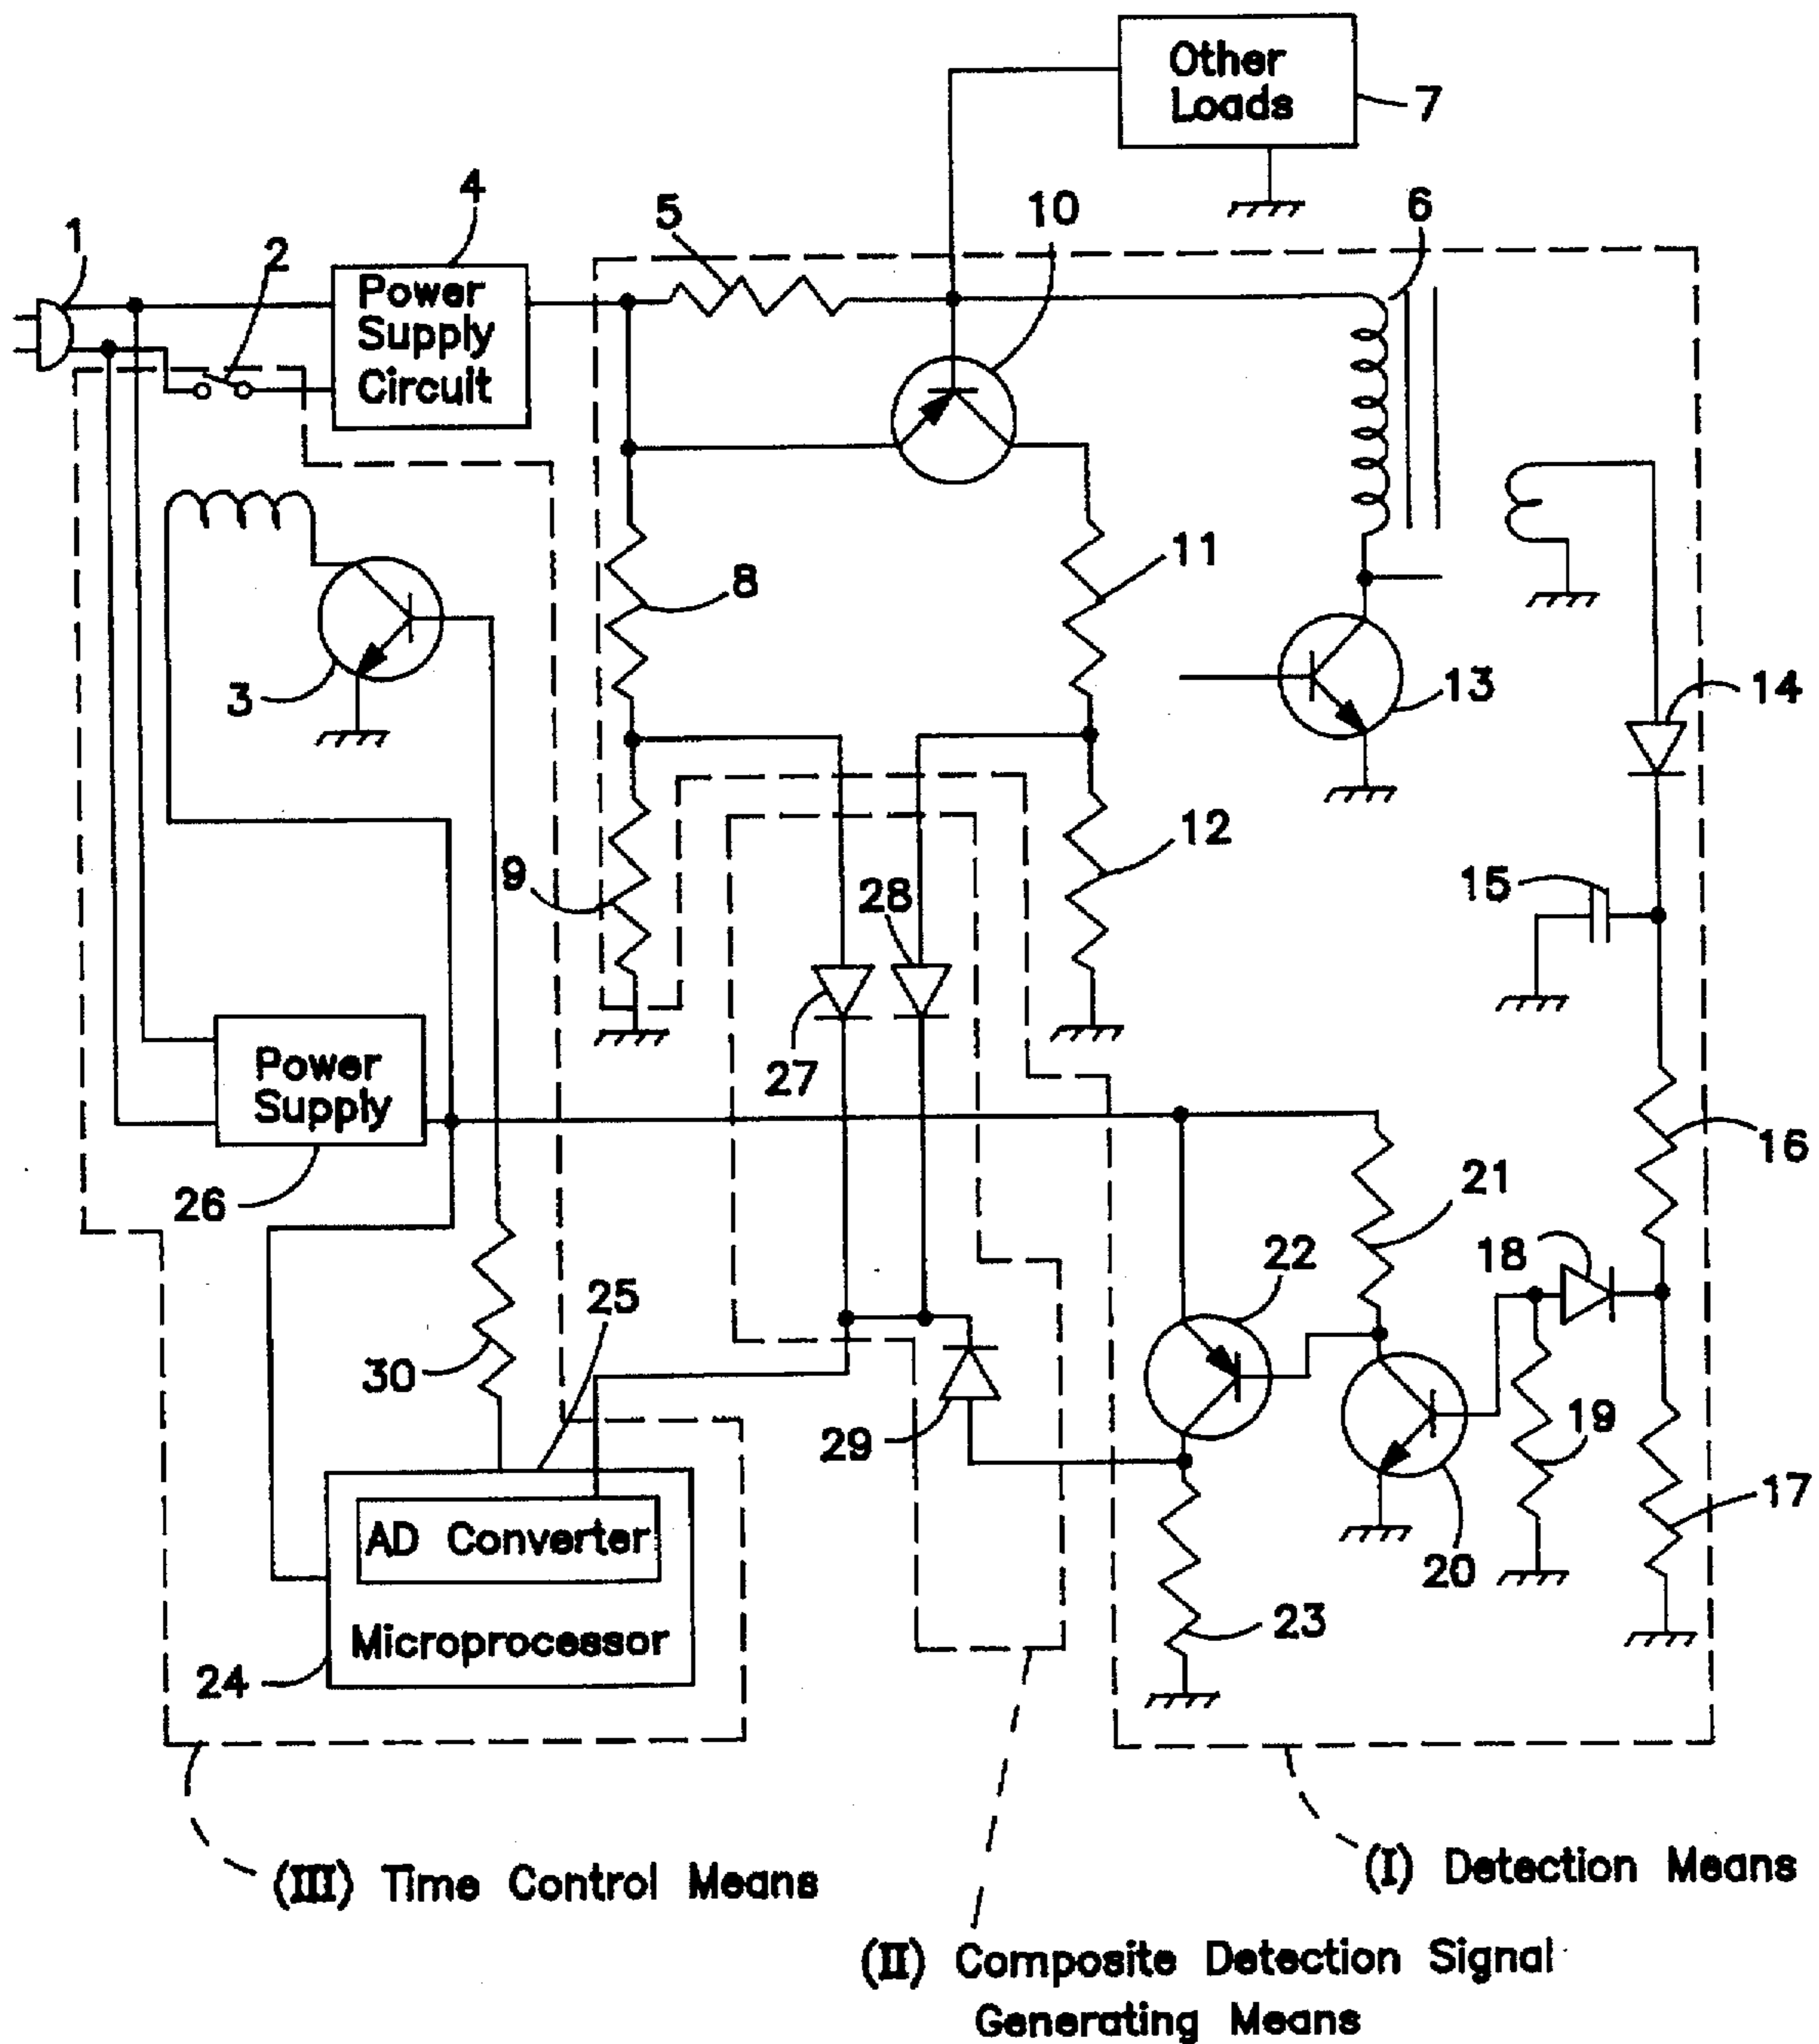 Other
Loads
7
4
10
6
5
1
2
Power
Supply
Circuit
11
8
3
13
14
12
9
15
28
27
Power
Supply
16
26
21
22
18
25
30
19
29
17
AD Converter
20
23
Microprocessor
24
(III) Time Control Means
(I) Detection Means
(II) Composite Detection Signal
Generating Means